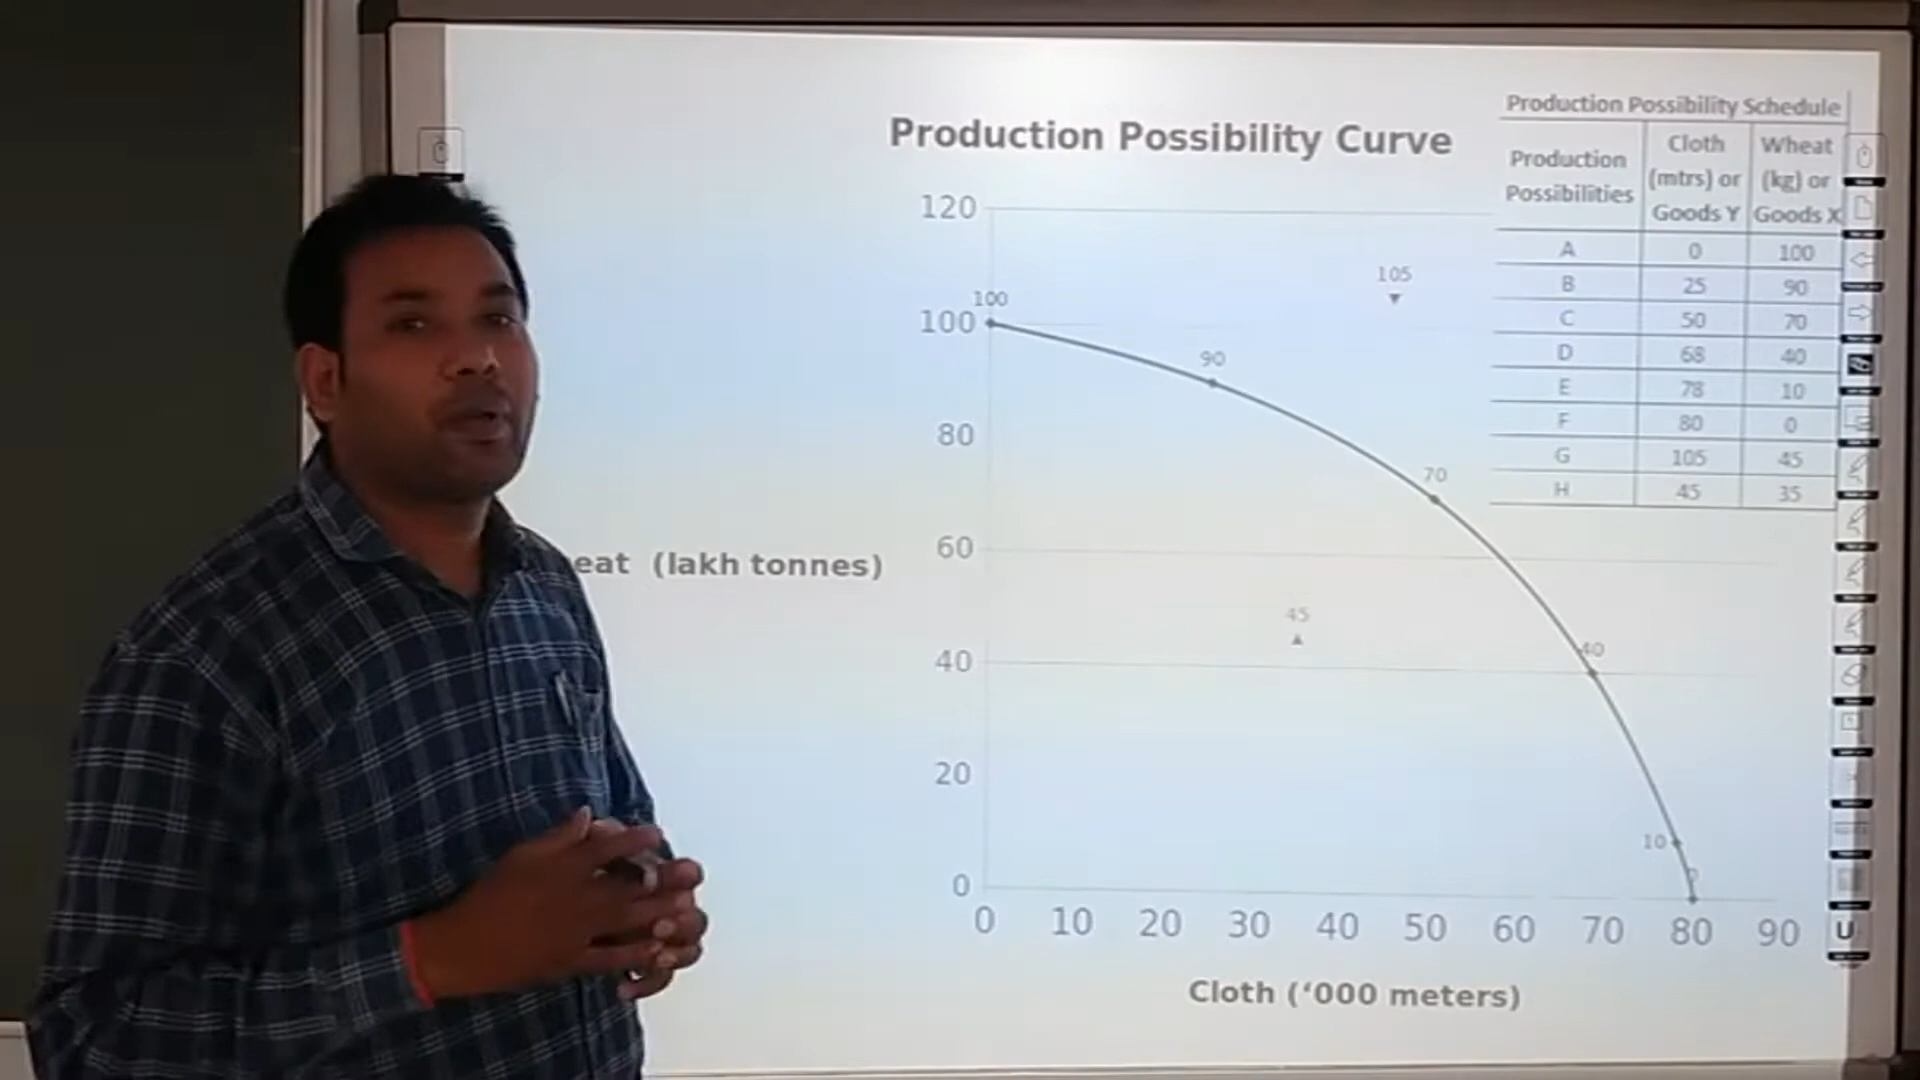 Production Possibility Curve
Production Possibility Schedule
Production Possibilities | Cloth (mtrs) or Goods Y | Wheat (kg) or Goods X
A 0 100
B 25 90
C 50 70
D 68 40
E 78 10
F 80 0
G 105 45
H 45 35
120
100
80
60
40
20
0
100
90
105
70
45
40
10
0
eat (lakh tonnes)
0 10 20 30 40 50 60 70 80 90
Cloth (‘000 meters)
U